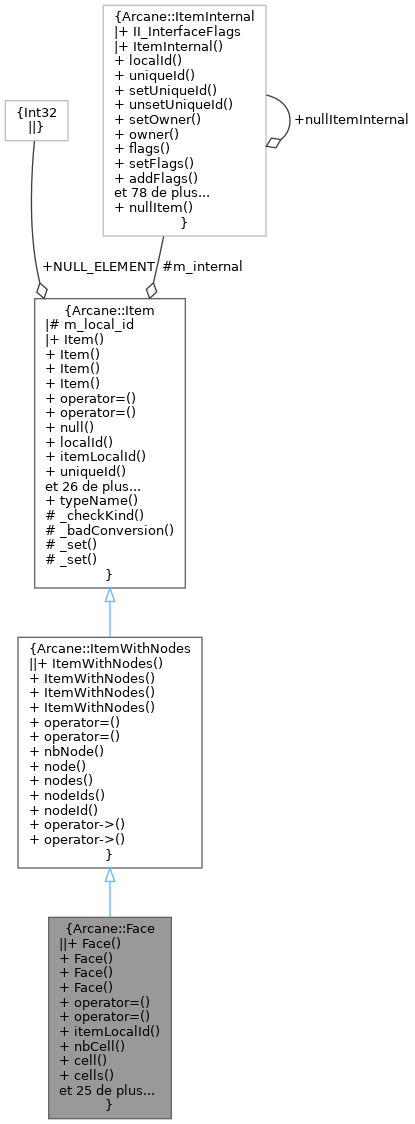 {Arcane::ItemInternal
|+ II_InterfaceFlags
|+ ItemInternal()
+ localId()
+ uniqueId()
+ setUniqueId()
+ unsetUniqueId()
+ setOwner()
+ owner()
+ flags()
+ setFlags()
+ addFlags()
et 78 de plus...
+ nullItem()
}
{Int32
||}
+nullItemInternal
+NULL_ELEMENT
#m_internal
{Arcane::Item
|# m_local_id
|+ Item()
+ Item()
+ Item()
+ Item()
+ operator=()
+ operator=()
+ null()
+ localId()
+ itemLocalId()
+ uniqueId()
et 26 de plus...
+ typeName()
# _checkKind()
# _badConversion()
# _set()
# _set()
}
{Arcane::ItemWithNodes
||+ ItemWithNodes()
+ ItemWithNodes()
+ ItemWithNodes()
+ ItemWithNodes()
+ operator=()
+ operator=()
+ nbNode()
+ node()
+ nodes()
+ nodeIds()
+ nodeId()
+ operator->()
+ operator->()
}
{Arcane::Face
||+ Face()
+ Face()
+ Face()
+ Face()
+ operator=()
+ operator=()
+ itemLocalId()
+ nbCell()
+ cell()
+ cells()
et 25 de plus...
}